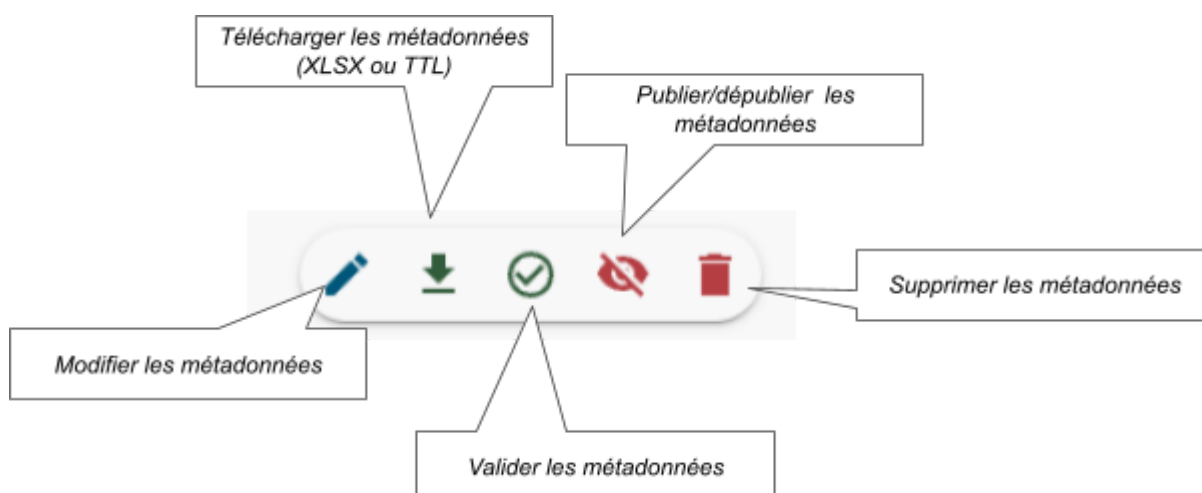 Télécharger les métadonnées
(XLSX ou TTL)
Publier/dépublier les
métadonnées
Supprimer les métadonnées
Modifier les métadonnées
Valider les métadonnées